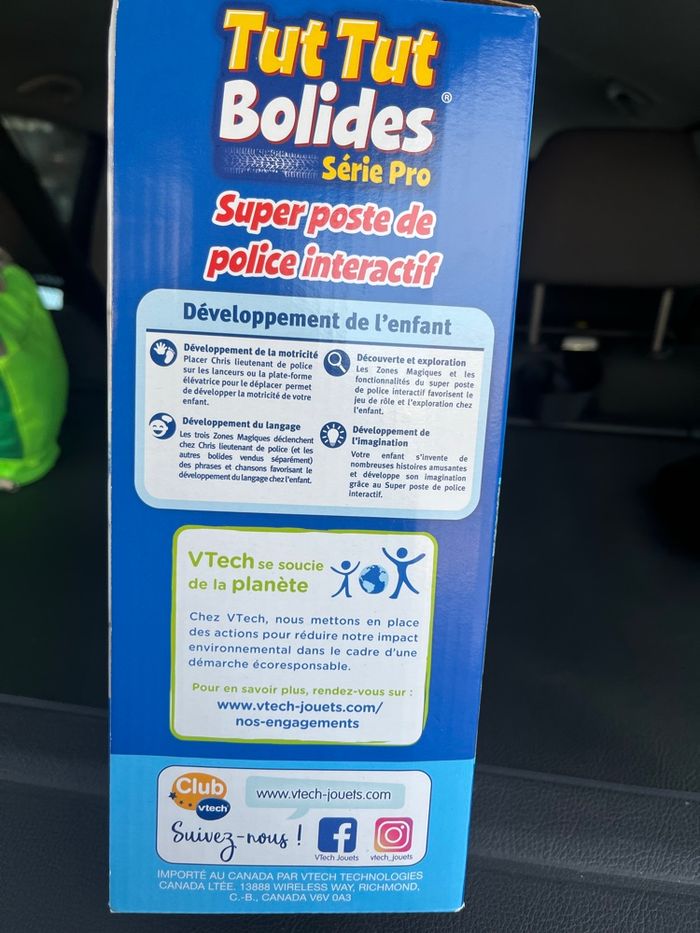 Tut Tut
Bolides®
Série Pro
Super poste de
police interactif
Développement de l'enfant
Développement de la motricité
Placer Chris lieutenant de police
sur les lanceurs ou la plate-forme
élévatrice pour le déplacer permet
de développer la motricité de votre
enfant.
Découverte et exploration
Les Zones Magiques et les
fonctionnalités du super poste
de police interactif favorisent le
jeu de rôle et l'exploration chez
l'enfant.
Développement du langage
Les trois Zones Magiques déclenchent
chez Chris lieutenant de police (et les
autres bolides vendus séparément)
des phrases et chansons favorisant le
développement du langage chez l'enfant.
Développement de
l'imagination
Votre enfant s'invente de
nombreuses histoires amusantes
et développe son imagination
grâce au Super poste de police
interactif.
VTech se soucie
de la planète
Chez VTech, nous mettons en place
des actions pour réduire notre impact
environnemental dans le cadre d'une
démarche écoresponsable.
Pour en savoir plus, rendez-vous sur :
www.vtech-jouets.com/
nos-engagements
Club
vtech
www.vtech-jouets.com
Suivez-nous !
VTech Jouets
vtech_jouets
IMPORTÉ AU CANADA PAR VTECH TECHNOLOGIES
CANADA LTÉE. 13888 WIRELESS WAY, RICHMOND,
C.-B., CANADA V6V 0A3